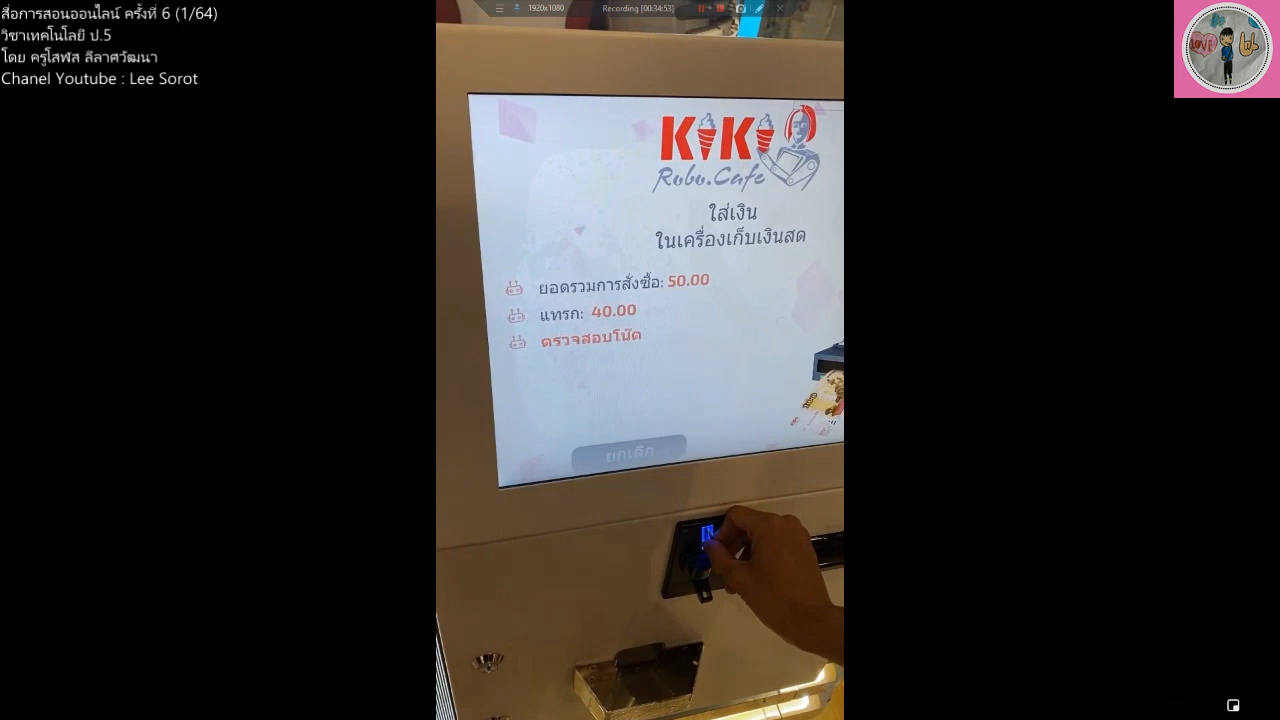 สื่อการสอนออนไลน์ ครั้งที่ 6 (1/64)
วิชาเทคโนโลยี ป.5
โดย ครูโสฬส ลีลาศวัฒนา
Chanel Youtube : Lee Sorot
1920x1080
Recording [00:34:53]
LOVE
KiKi
Robo.Cafe
ใส่เงิน
ในเครื่องเก็บเงินสด
ยอดรวมการสั่งซื้อ: 50.00
แทรก: 40.00
ตรวจสอบโน๊ต
ยกเลิก